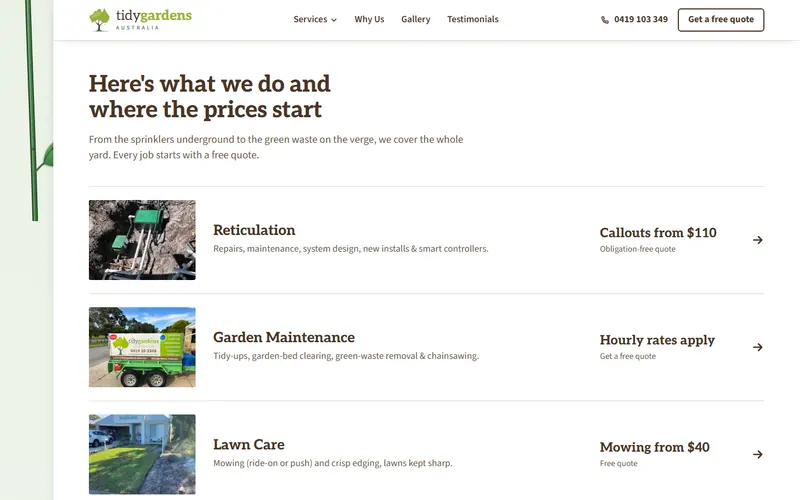 tidygardens
AUSTRALIA
Services
Why Us
Gallery
Testimonials
0419 103 349
Get a free quote
Here's what we do and
where the prices start
From the sprinklers underground to the green waste on the verge, we cover the whole
yard. Every job starts with a free quote.
Reticulation
Repairs, maintenance, system design, new installs & smart controllers.
Callouts from $110
Obligation-free quote
tidygardens
Garden Maintenance
Tidy-ups, garden-bed clearing, green-waste removal & chainsawing.
Hourly rates apply
Get a free quote
Lawn Care
Mowing (ride-on or push) and crisp edging, lawns kept sharp.
Mowing from $40
Free quote